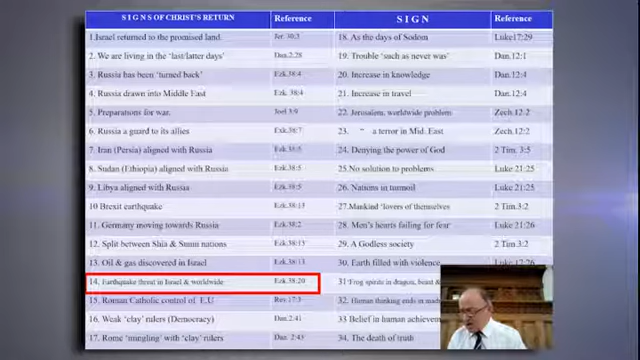 SIGNS OF CHRIST'S RETURN
Reference
1.Israel returned to the promised land.
Jer. 30:3
2. We are living in the 'last/latter days'
Dan.2:28
3. Russia has been 'turned back'
Ezk.38:4
4. Russia drawn into Middle East
Ezk.38:4
5. Preparations for war.
Joel 3:9
6. Russia a guard to its allies
Ezk.38:7
7. Iran (Persia) aligned with Russia
Ezk.38:5
8. Sudan (Ethiopia) aligned with Russia
Ezk.38:5
9. Libya aligned with Russia
Ezk.38:5
10 Brexit earthquake
Ezk.38:13
11. Germany moving towards Russia
Ezk.38:2
12. Split between Shia & Sunni nations
Ezk.38:13
13. Oil & gas discovered in Israel
Ezk.38:13
14. Earthquake threat in Israel & worldwide
Ezk.38:20
15. Roman Catholic control of E.U
Rev.17:3
16. Weak 'clay' rulers (Democracy)
Dan.2:41
17. Rome 'mingling' with 'clay' rulers
Dan. 2:43
SIGN
Reference
18. As the days of Sodom
Luke17:29
19. Trouble 'such as never was'
Dan.12:1
20. Increase in knowledge
Dan.12:4
21. Increase in travel
Dan.12:4
22. Jerusalem, worldwide problem
Zech.12:2
23. a terror in Mid. East
Zech.12:2
24. Denying the power of God
2 Tim. 3:5
25.No solution to problems
Luke 21:25
26. Nations in turmoil
Luke 21:25
27.Mankind 'lovers of themselves
2 Tim.3:2
28. Men's hearts failing for fear
Luke 21:26
29. A Godless society
2 Tim.3:2
30. Earth filled with violence
31 'Frog spirits in dragon, beast &
32. Human thinking ends in
33. Belief in human
34. The death of truth